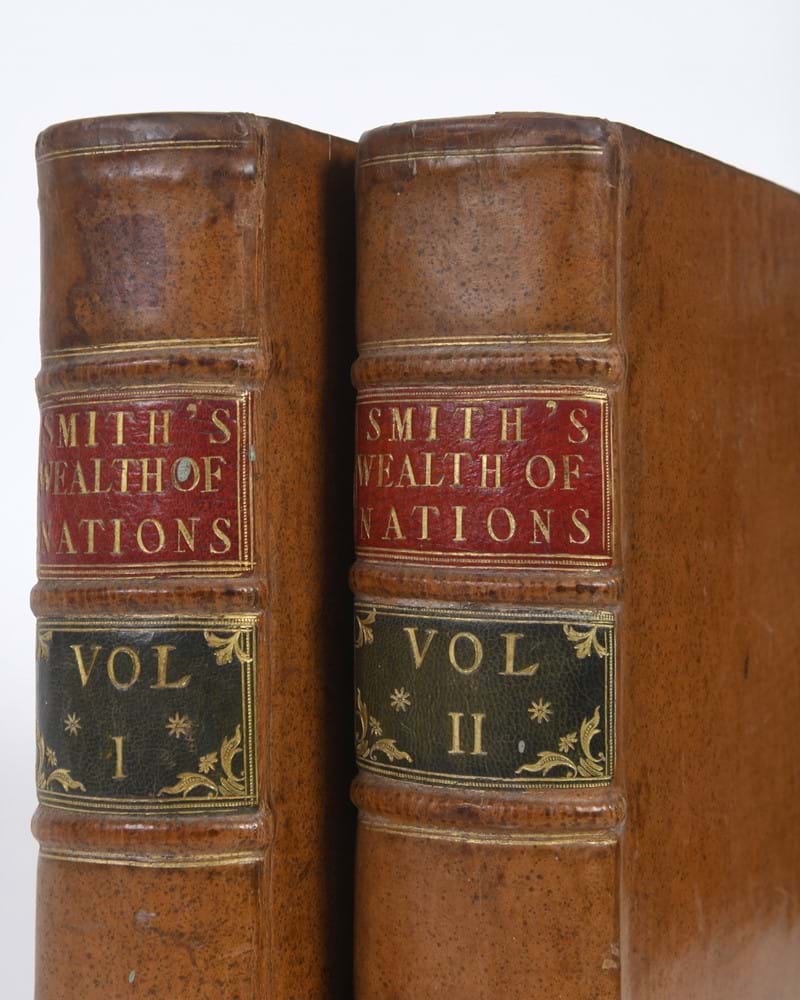 SMITH'S
WEALTH OF
NATIONS
VOL
I
SMITH'S
WEALTH OF
NATIONS
VOL
II